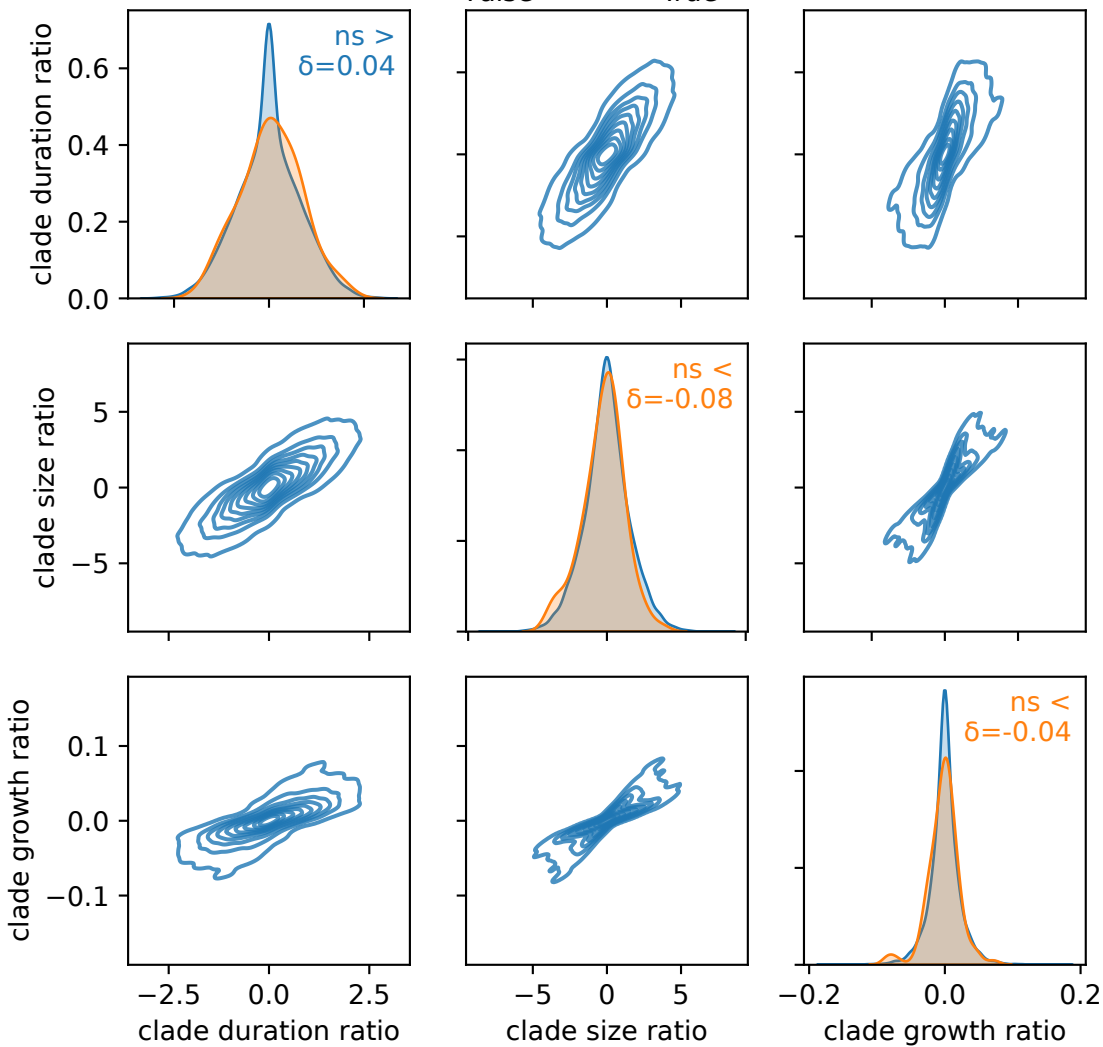 clade duration ratio
0.6
0.4
0.2
0.0
ns >
δ=0.04
clade size ratio
5
0
−5
ns <
δ=-0.08
clade growth ratio
0.1
0.0
−0.1
ns <
δ=-0.04
−2.5 0.0 2.5
clade duration ratio
−5 0 5
clade size ratio
−0.2 0.0 0.2
clade growth ratio